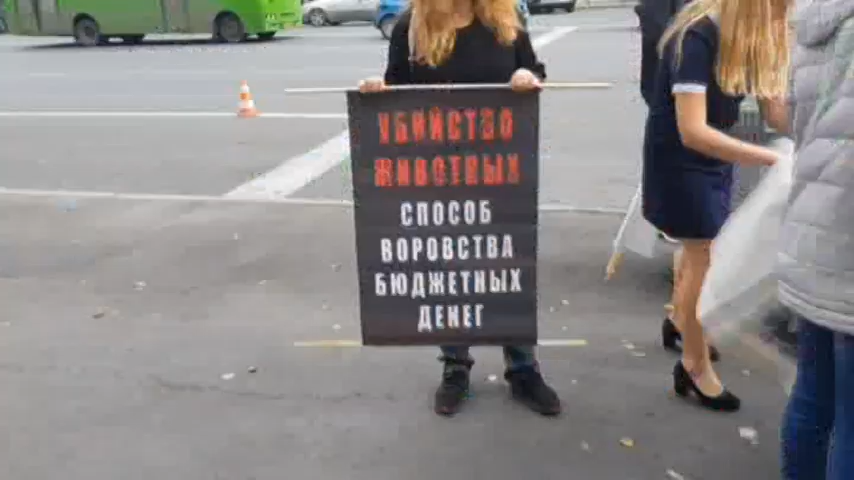 УБИЙСТВО
ЖИВОТНЫХ
СПОСОБ
ВОРОВСТВА
БЮДЖЕТНЫХ
ДЕНЕГ